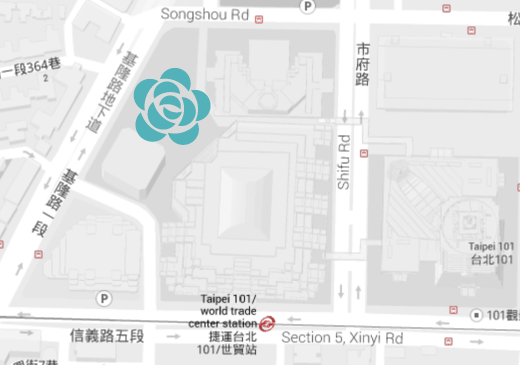 Songshou Rd
P
松
一段364巷
2
基隆路地下道
市府路
Shifu Rd
基隆路一段
Taipei 101
台北101
P
Taipei 101/
world trade
center station
捷運台北
101/世貿站
101觀
信義路五段
Section 5, Xinyi Rd